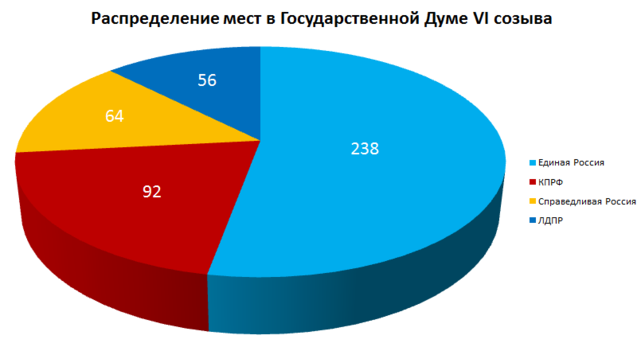 Распределение мест в Государственной Думе VI созыва
56
64
238
92
Единая Россия
КПРФ
Справедливая Россия
ЛДПР